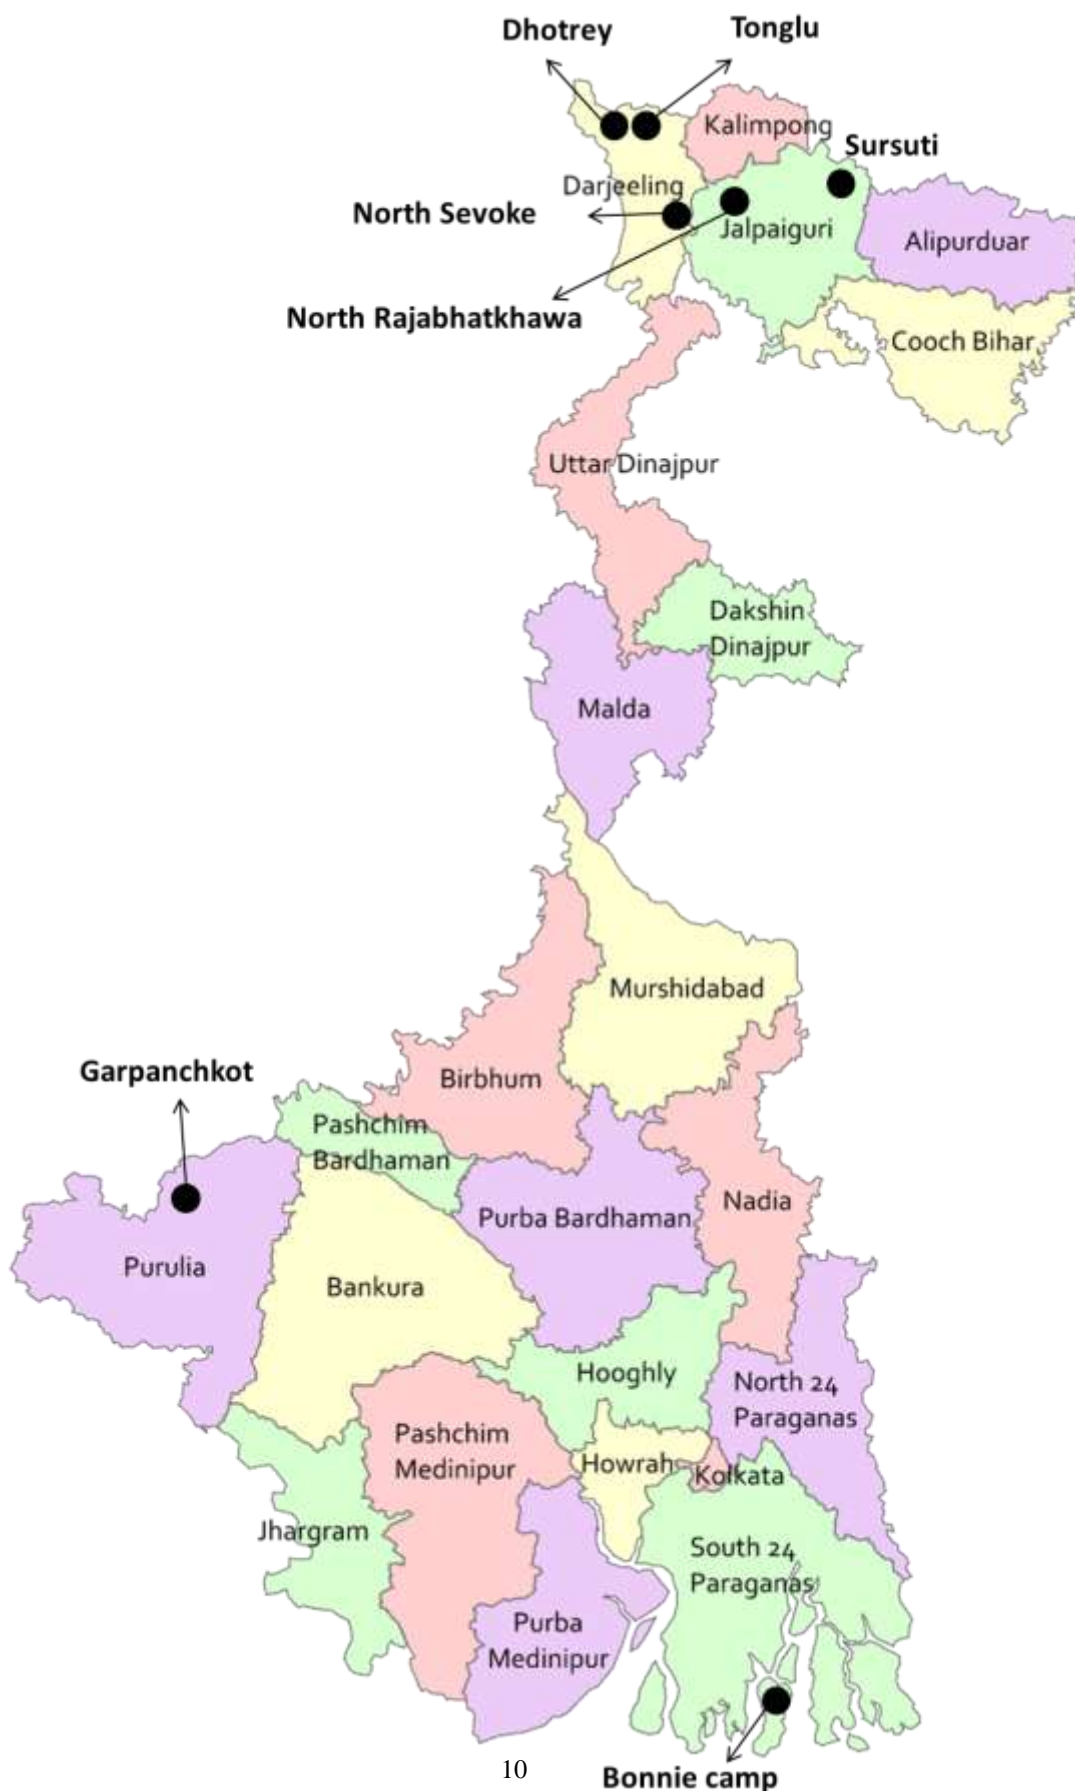 Dhotrey
Tonglu
Kalimpong
Sursuti
Darjeeling
North Sevoke
Jalpaiguri
Alipurduar
North Rajabhatkhawa
Cooch Bihar
Uttar Dinajpur
Dakshin
Dinajpur
Malda
Murshidabad
Garpanchkot
Birbhum
Pashchim
Bardhaman
Nadia
Purba Bardhaman
Purulia
Bankura
Hooghly
North 24
Paraganas
Pashchim
Medinipur
Howrah
Kolkata
Jhargram
South 24
Paraganas
Purba
Medinipur
10
Bonnie camp